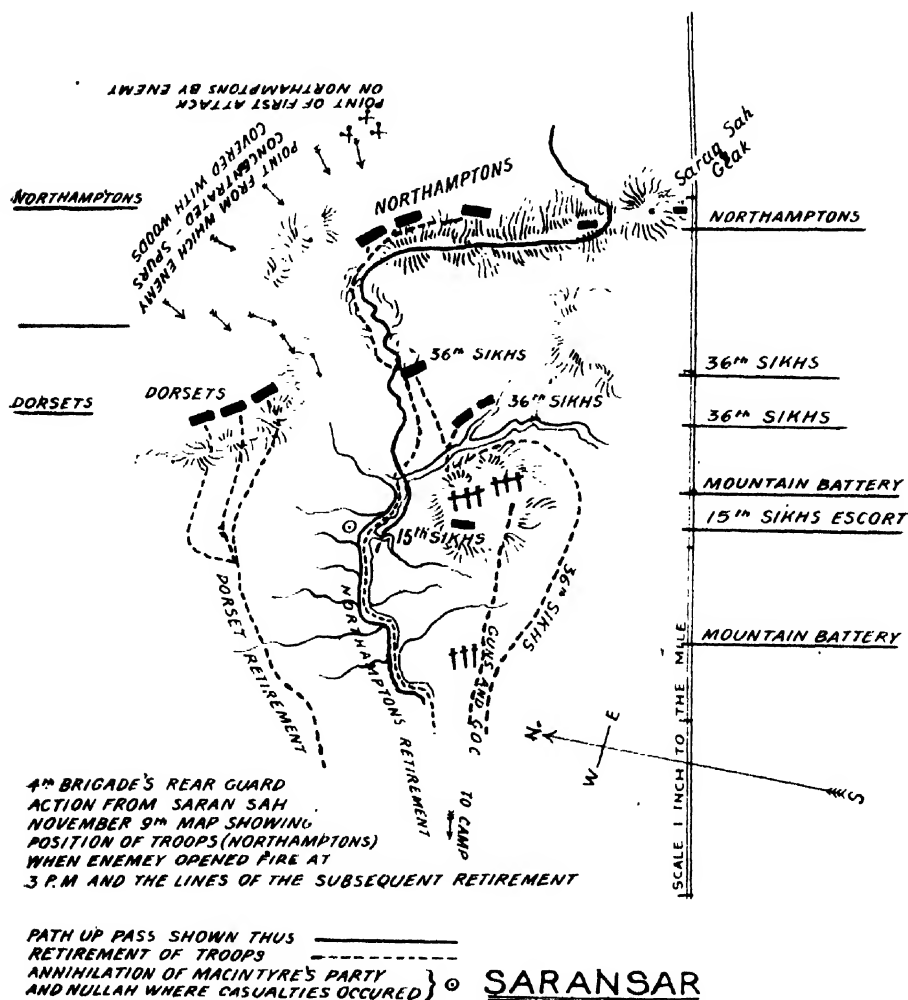 POINT OF FIRST ATTACK
ON NORTHAMPTONS BY ENEMY
POINT FROM WHICH ENEMY
CONCENTRATED - SPURS
COVERED WITH WOODS
NORTHAMPTONS
NORTHAMPTONS
Saran Sah
Glak
NORTHAMPTONS
36TH SIKHS
36TH SIKHS
DORSETS
DORSETS
36TH SIKHS
36TH SIKHS
MOUNTAIN BATTERY
15TH SIKHS
15TH SIKHS ESCORT
36TH SIKHS
DORSET RETIREMENT
NORTHAMPTONS RETIREMENT
GUNS AND GOC
TO CAMP
MOUNTAIN BATTERY
SCALE 1 INCH TO THE MILE
N.
E
W
S
4TH BRIGADE'S REAR GUARD
ACTION FROM SARAN SAH
NOVEMBER 9TH MAP SHOWING
POSITION OF TROOPS (NORTHAMPTONS)
WHEN ENEMEY OPENED FIRE AT
3 P.M AND THE LINES OF THE SUBSEQUENT RETIREMENT
PATH UP PASS SHOWN THUS
RETIREMENT OF TROOPS
ANNIHILATION OF MACINTYRE'S PARTY
AND NULLAH WHERE CASUALTIES OCCURED
SARANSAR